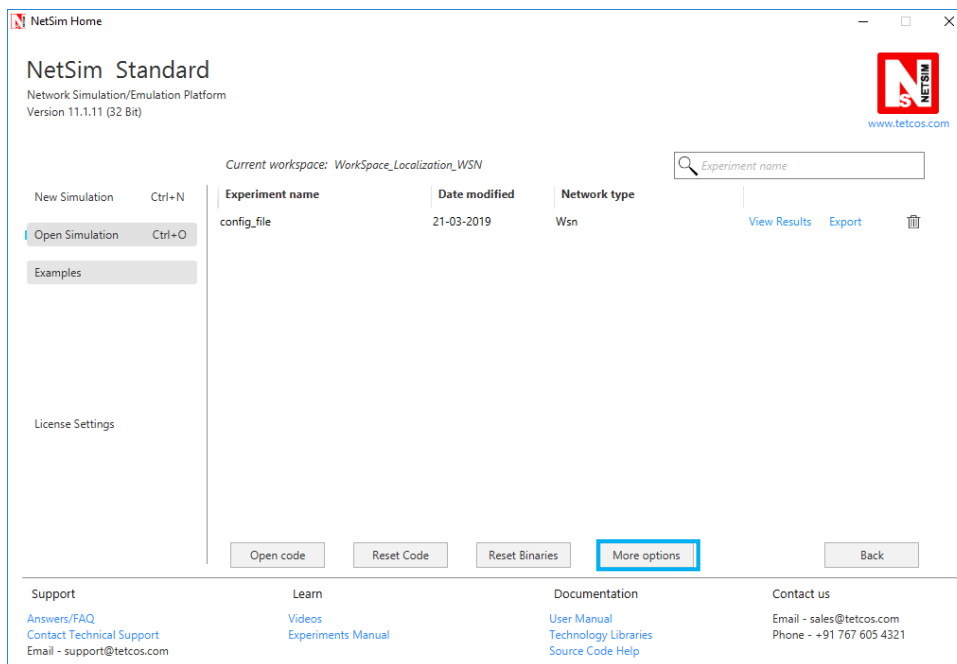 NetSim Home
NetSim Standard
Network Simulation/Emulation Platform
Version 11.1.11 (32 Bit)
NS NETSIM
www.tetcos.com
Current workspace: WorkSpace_Localization_WSN
Experiment name
New Simulation Ctrl+N
Open Simulation Ctrl+O
Examples
License Settings
Experiment name Date modified Network type
config_file 21-03-2019 Wsn View Results Export
Open code Reset Code Reset Binaries More options Back
Support
Answers/FAQ
Contact Technical Support
Email - support@tetcos.com
Learn
Videos
Experiments Manual
Documentation
User Manual
Technology Libraries
Source Code Help
Contact us
Email - sales@tetcos.com
Phone - +91 767 605 4321